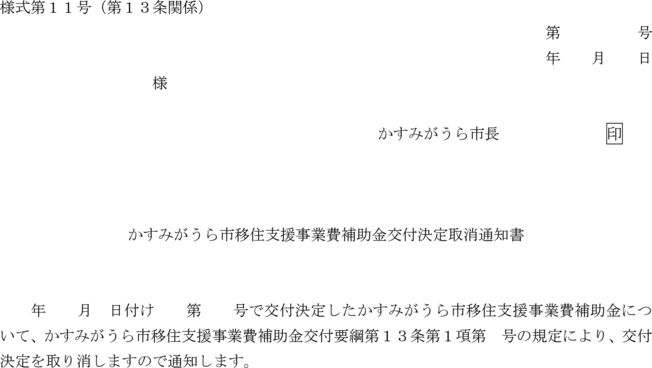 様式第１１号（第１３条関係）
第　　　　　号
年　　月　　日
様
かすみがうら市長　　　　　　　印
かすみがうら市移住支援事業費補助金交付決定取消通知書
年　　月　日付け　　第　　号で交付決定したかすみがうら市移住支援事業費補助金につ
いて、かすみがうら市移住支援事業費補助金交付要綱第１３条第１項第　号の規定により、交付
決定を取り消しますので通知します。